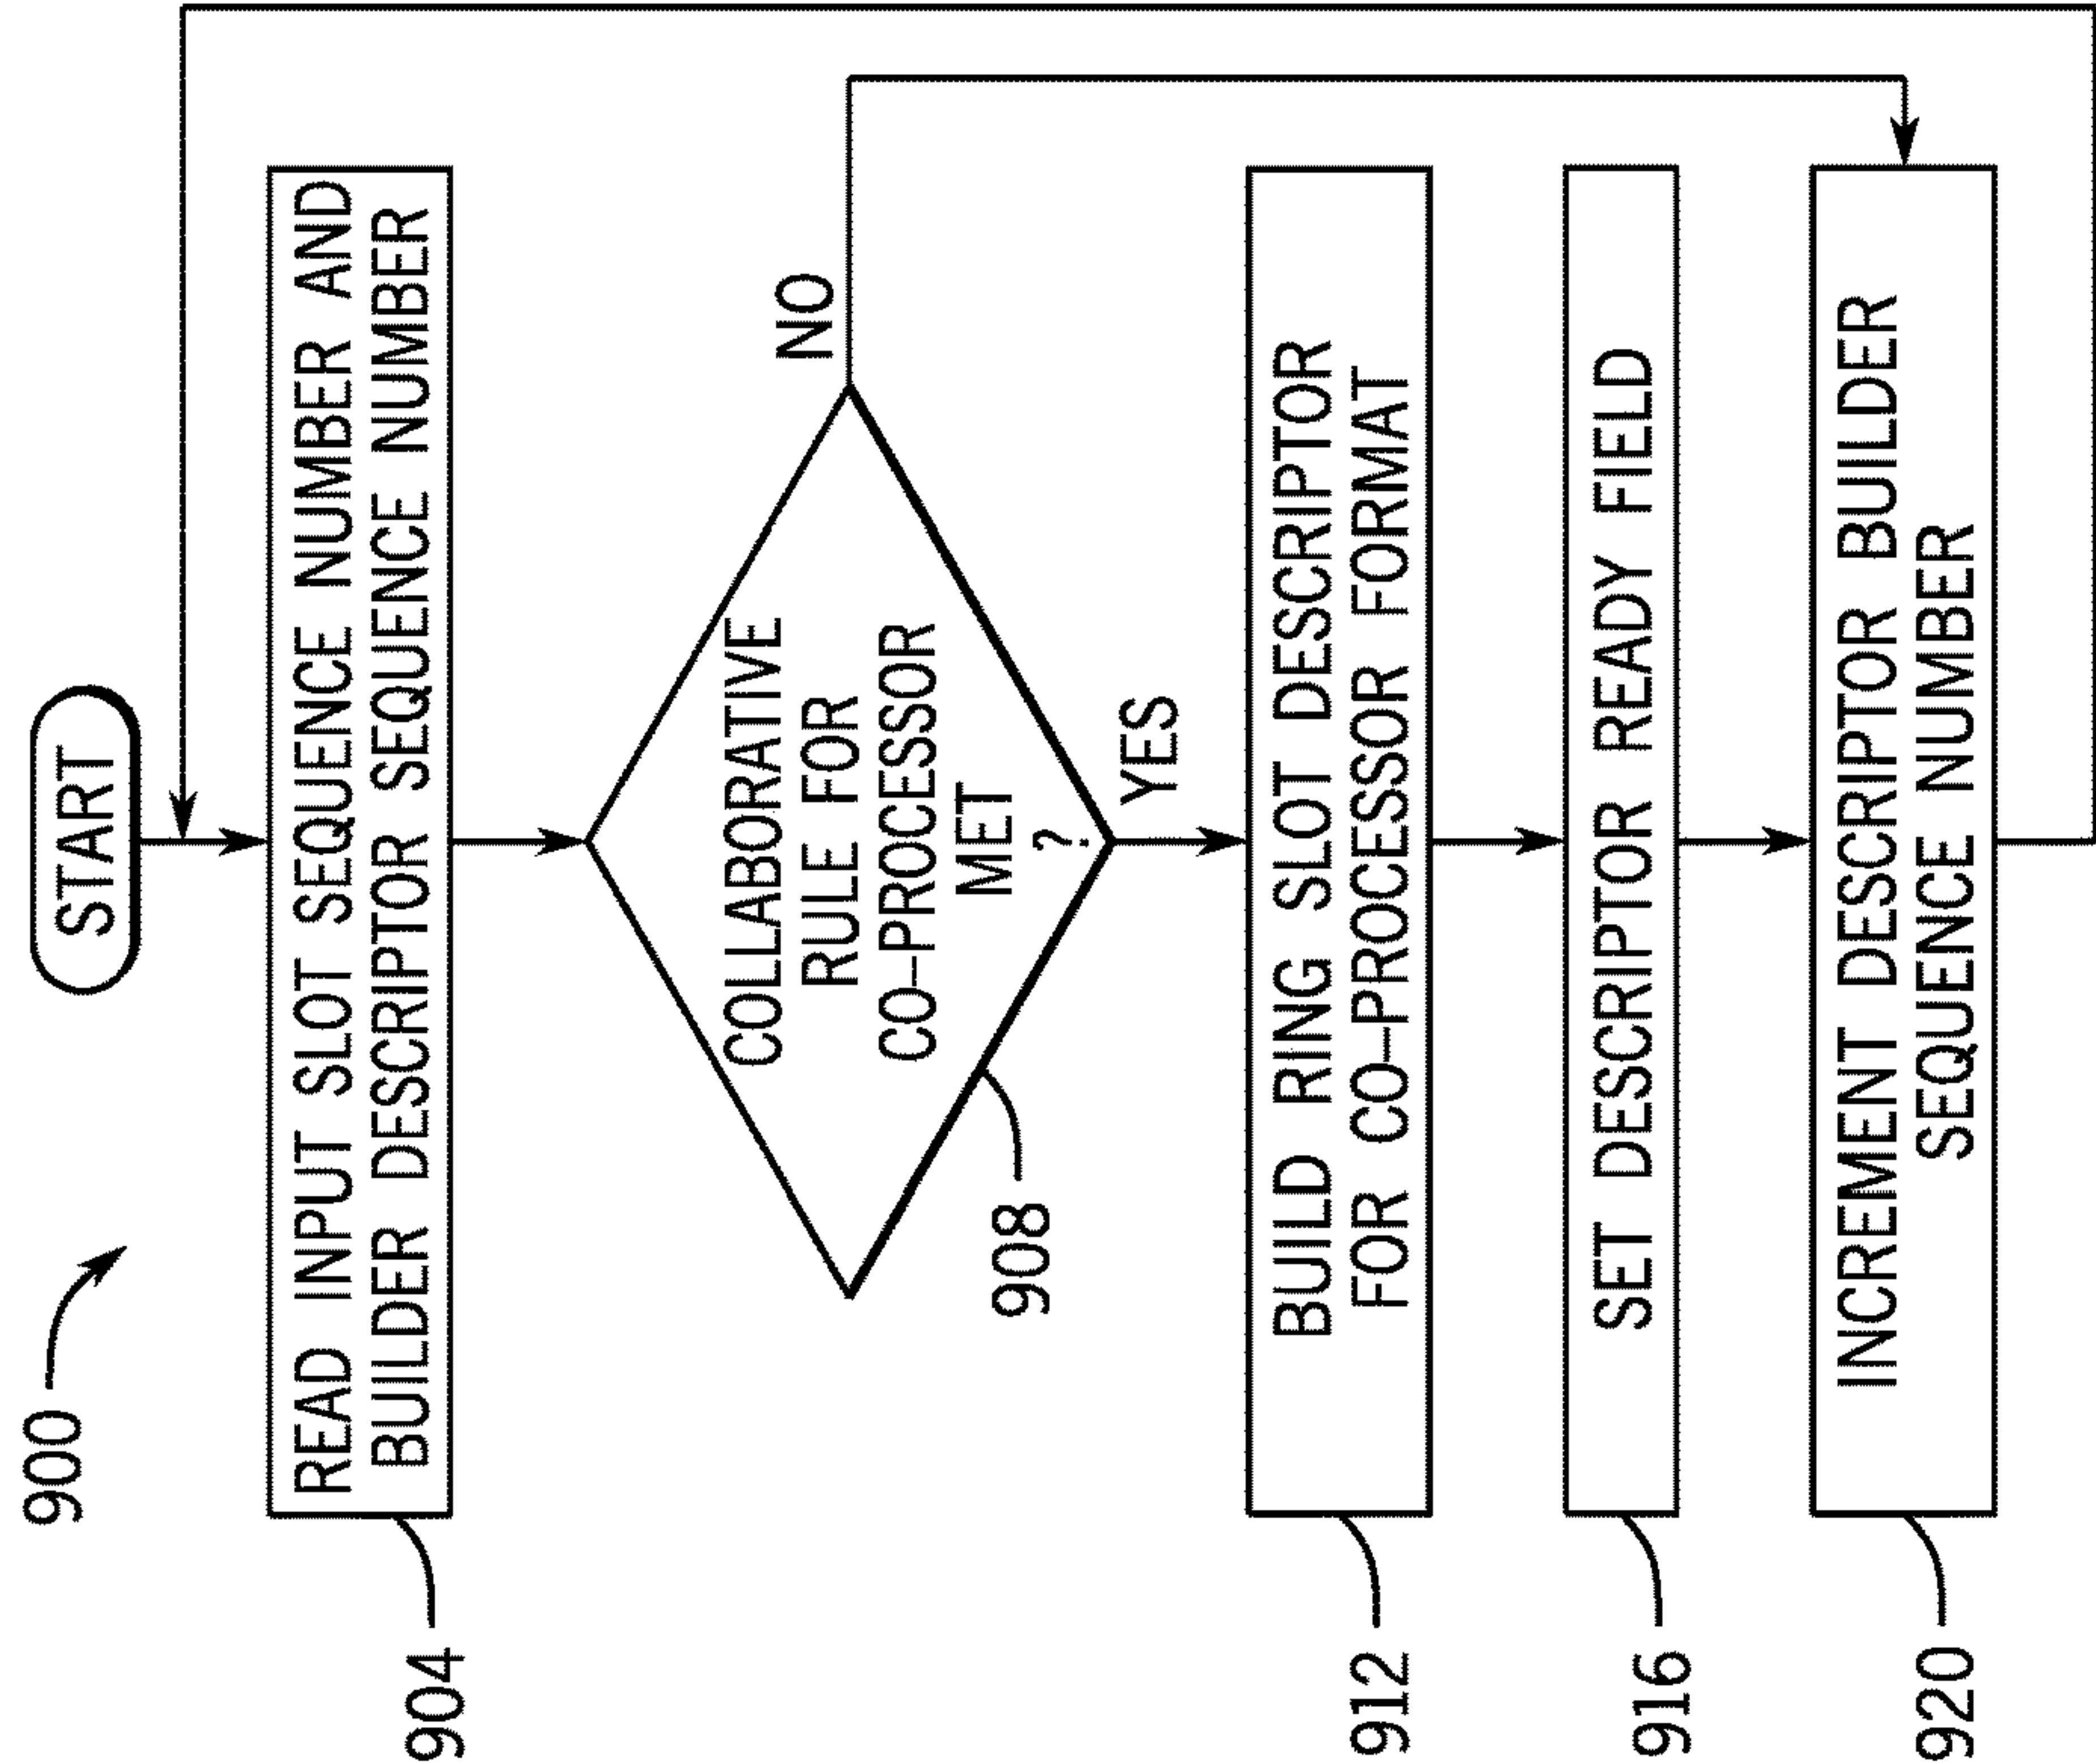 900
START
READ INPUT SLOT SEQUENCE NUMBER AND
BUILDER DESCRIPTOR SEQUENCE NUMBER
904
COLLABORATIVE
RULE FOR
CO–PROCESSOR
MET
?
908
NO
YES
BUILD RING SLOT DESCRIPTOR
FOR CO–PROCESSOR FORMAT
912
SET DESCRIPTOR READY FIELD
916
INCREMENT DESCRIPTOR BUILDER
SEQUENCE NUMBER
920